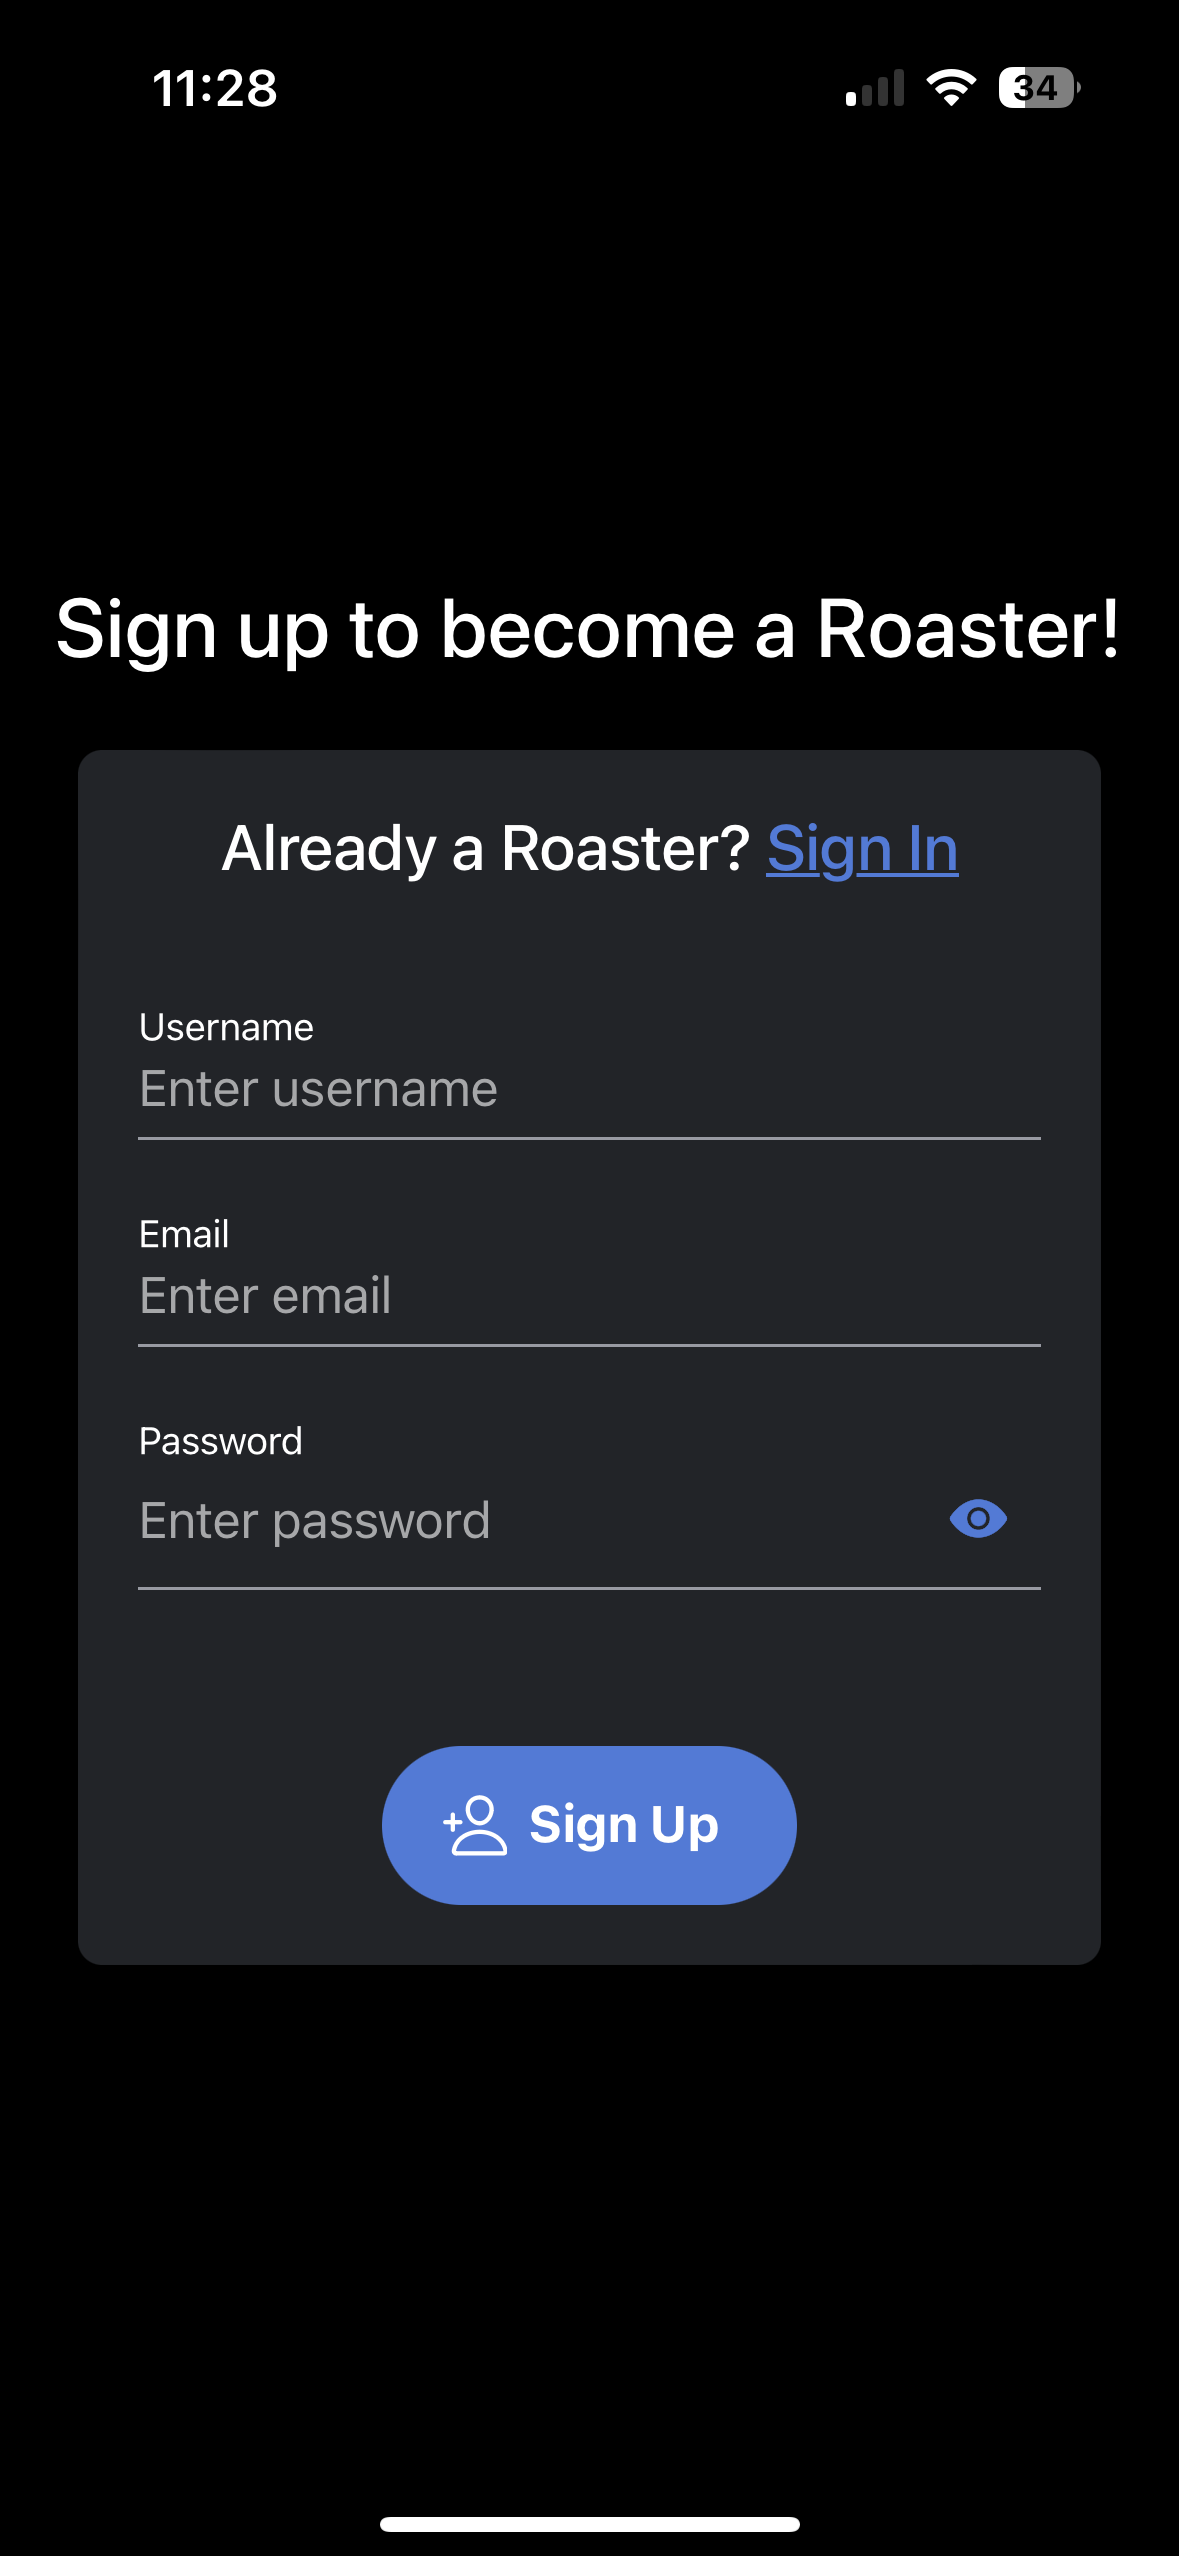 11:28
34
Sign up to become a Roaster!
Already a Roaster? Sign In
Username
Enter username
Email
Enter email
Password
Enter password
Sign Up